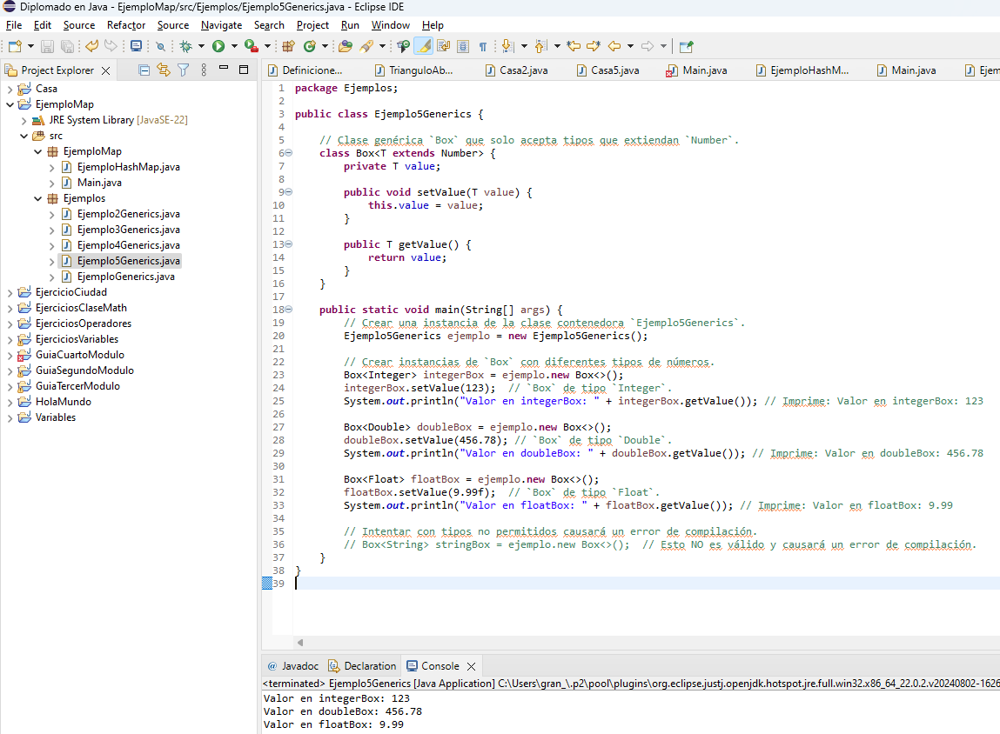 Diplomado en Java - EjemploMap/src/Ejemplos/Ejemplo5Generics.java - Eclipse IDE
File Edit Source Refactor Source Navigate Search Project Run Window Help
Project Explorer
Casa
EjemploMap
JRE System Library [JavaSE-22]
src
EjemploMap
EjemploHashMap.java
Main.java
Ejemplos
Ejemplo2Generics.java
Ejemplo3Generics.java
Ejemplo4Generics.java
Ejemplo5Generics.java
EjemploGenerics.java
EjercicioCiudad
EjerciciosClaseMath
EjerciciosOperadores
EjerciciosVariables
GuiaCuartoModulo
GuiaSegundoModulo
GuiaTercerModulo
HolaMundo
Variables
Definicione... TrianguloAb... Casa2.java Casa5.java Main.java EjemploHashM... Main.java Ejem
1 package Ejemplos;
2
3 public class Ejemplo5Generics {
4
5 // Clase genérica `Box` que solo acepta tipos que extiendan `Number`.
6 class Box<T extends Number> {
7 private T value;
8
9 public void setValue(T value) {
10 this.value = value;
11 }
12
13 public T getValue() {
14 return value;
15 }
16 }
17
18 public static void main(String[] args) {
19 // Crear una instancia de la clase contenedora `Ejemplo5Generics`.
20 Ejemplo5Generics ejemplo = new Ejemplo5Generics();
21
22 // Crear instancias de `Box` con diferentes tipos de números.
23 Box<Integer> integerBox = ejemplo.new Box<>();
24 integerBox.setValue(123); // `Box` de tipo `Integer`.
25 System.out.println("Valor en integerBox: " + integerBox.getValue()); // Imprime: Valor en integerBox: 123
26
27 Box<Double> doubleBox = ejemplo.new Box<>();
28 doubleBox.setValue(456.78); // `Box` de tipo `Double`.
29 System.out.println("Valor en doubleBox: " + doubleBox.getValue()); // Imprime: Valor en doubleBox: 456.78
30
31 Box<Float> floatBox = ejemplo.new Box<>();
32 floatBox.setValue(9.99f); // `Box` de tipo `Float`.
33 System.out.println("Valor en floatBox: " + floatBox.getValue()); // Imprime: Valor en floatBox: 9.99
34
35 // Intentar con tipos no permitidos causará un error de compilación.
36 // Box<String> stringBox = ejemplo.new Box<>(); // Esto NO es válido y causará un error de compilación.
37 }
38 }
39
@ Javadoc Declaration Console
<terminated> Ejemplo5Generics [Java Application] C:\Users\gran_\.p2\pool\plugins\org.eclipse.justj.openjdk.hotspot.jre.full.win32.x86_64_22.0.2.v20240802-1626
Valor en integerBox: 123
Valor en doubleBox: 456.78
Valor en floatBox: 9.99